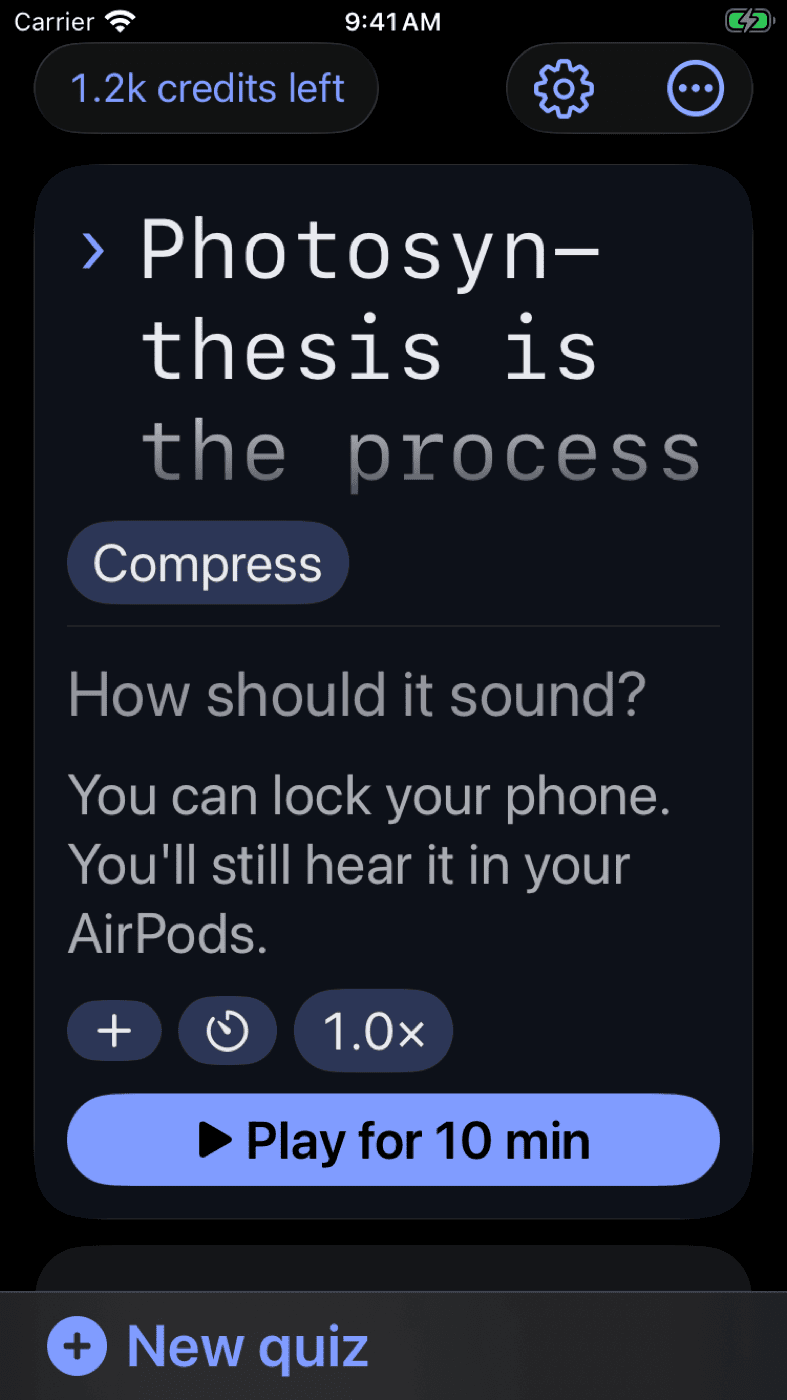 Carrier 9:41 AM
1.2k credits left
Photosyn-
thesis is
the process
Compress
How should it sound?
You can lock your phone.
You'll still hear it in your
AirPods.
1.0×
Play for 10 min
New quiz